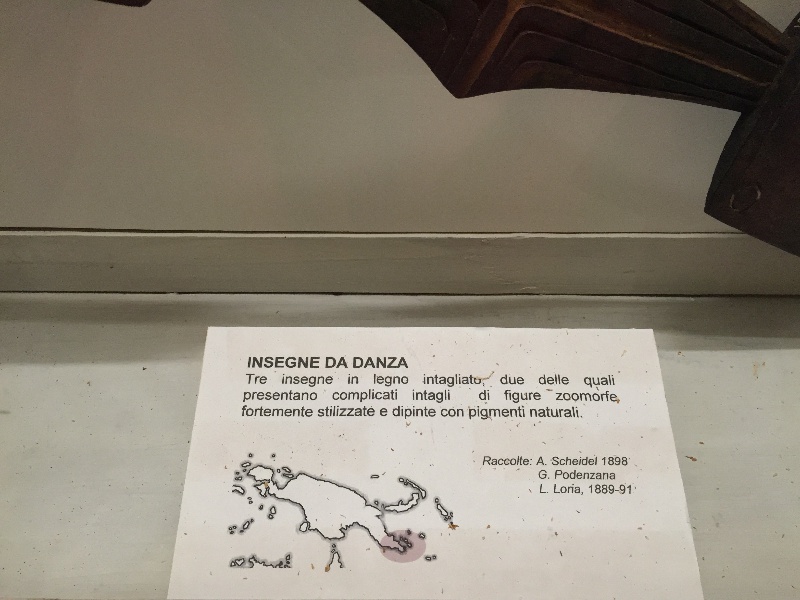 INSEGNE DA DANZA
Tre insegne in legno intagliato, due delle quali
presentano complicati intagli di figure zoomorfe
fortemente stilizzate e dipinte con pigmenti naturali.
Raccolte: A. Scheidel 1898
G. Podenzana
L. Loria, 1889-91